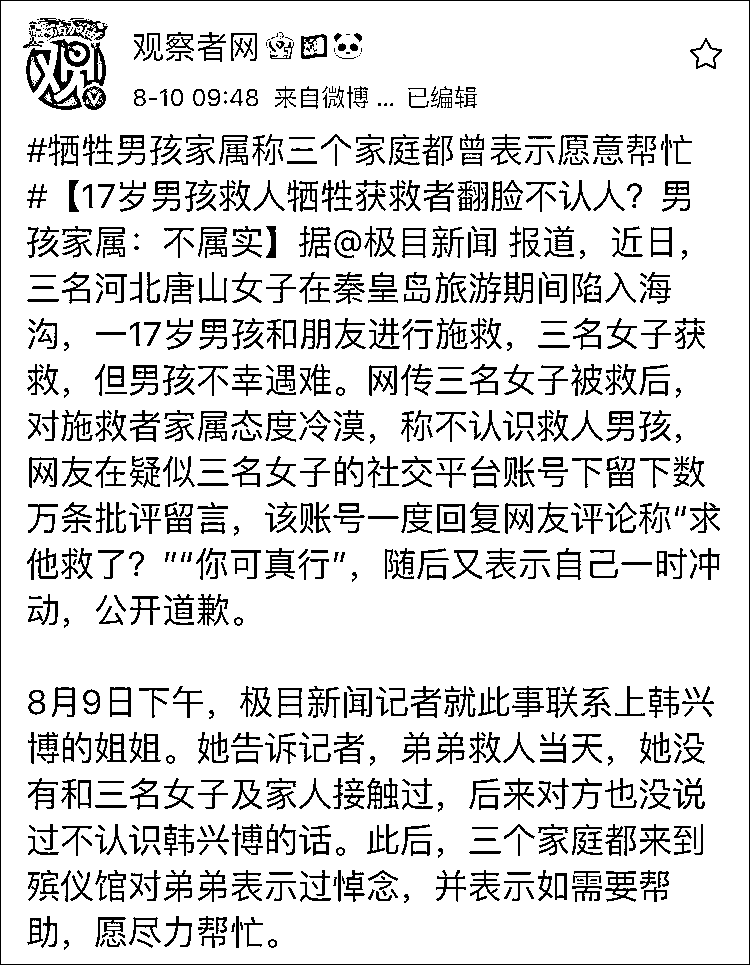 观察者网
8-10 09:48 来自微博 ... 已编辑
#牺牲男孩家属称三个家庭都曾表示愿意帮忙
#【17岁男孩救人牺牲获救者翻脸不认人？男
孩家属：不属实】据@极目新闻 报道，近日，
三名河北唐山女子在秦皇岛旅游期间陷入海
沟，一17岁男孩和朋友进行施救，三名女子获
救，但男孩不幸遇难。网传三名女子被救后，
对施救者家属态度冷漠，称不认识救人男孩，
网友在疑似三名女子的社交平台账号下留下数
万条批评留言，该账号一度回复网友评论称“求
他救了？”“你可真行”，随后又表示自己一时冲
动，公开道歉。
8月9日下午，极目新闻记者就此事联系上韩兴
博的姐姐。她告诉记者，弟弟救人当天，她没
有和三名女子及家人接触过，后来对方也没说
过不认识韩兴博的话。此后，三个家庭都来到
殡仪馆对弟弟表示过悼念，并表示如需要帮
助，愿尽力帮忙。